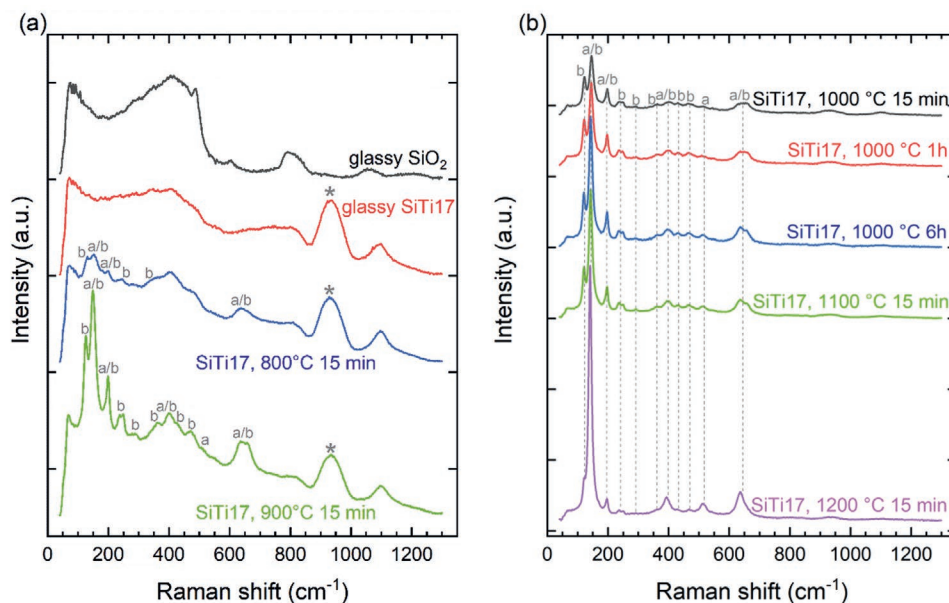 (a)
Intensity (a.u.)
glassy SiO2
*
glassy SiTi17
b a/b a/b b b a/b *
SiTi17, 800°C 15 min
b a/b a/b b b b a/b b b a a/b *
SiTi17, 900°C 15 min
0 200 400 600 800 1000 1200
Raman shift (cm-1)
(b)
Intensity (a.u.)
b a/b a/b b b b a/b b b a a/b
SiTi17, 1000 °C 15 min
SiTi17, 1000 °C 1h
SiTi17, 1000 °C 6h
SiTi17, 1100 °C 15 min
SiTi17, 1200 °C 15 min
0 200 400 600 800 1000 1200
Raman shift (cm-1)